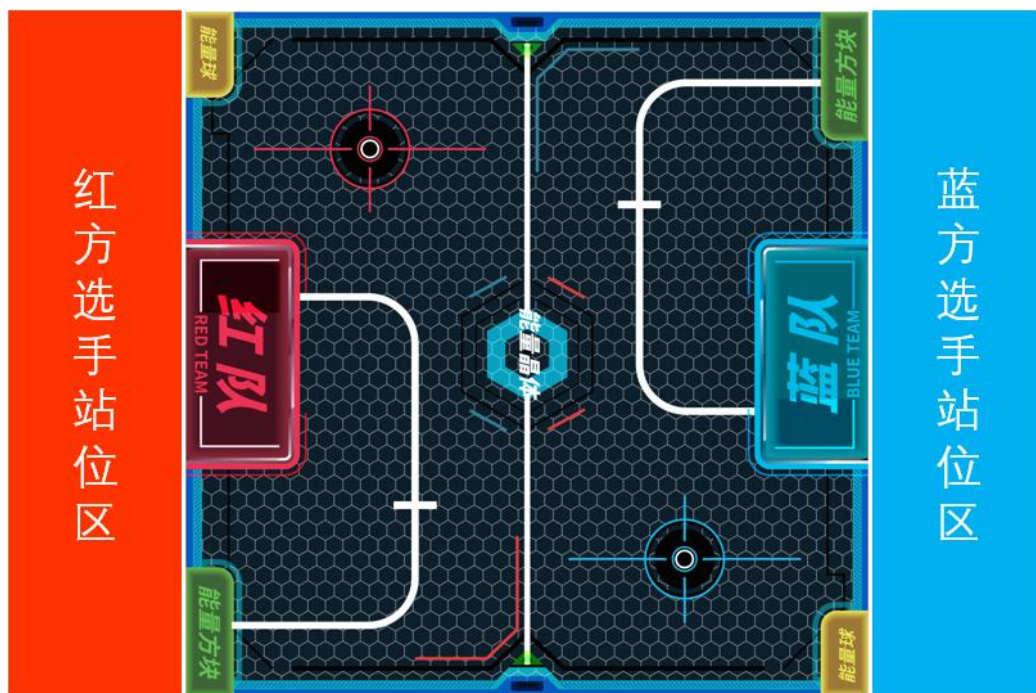 红方选手站位区
能量球
红队
RED TEAM
能量方块
能量晶体
能量方块
蓝队
BLUE TEAM
能量球
蓝方选手站位区